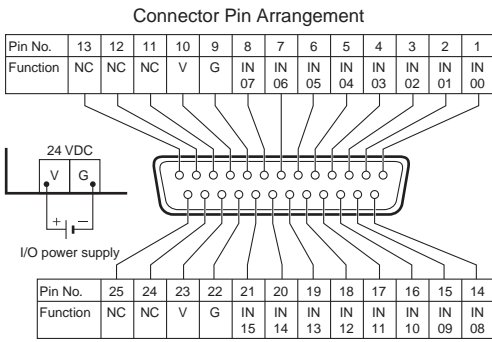 Connector Pin Arrangement
Pin No. 13 12 11 10 9 8 7 6 5 4 3 2 1
Function NC NC NC V G IN 07 IN 06 IN 05 IN 04 IN 03 IN 02 IN 01 IN 00
24 VDC
V G
+ −
I/O power supply
Pin No. 25 24 23 22 21 20 19 18 17 16 15 14
Function NC NC V G IN 15 IN 14 IN 13 IN 12 IN 11 IN 10 IN 09 IN 08